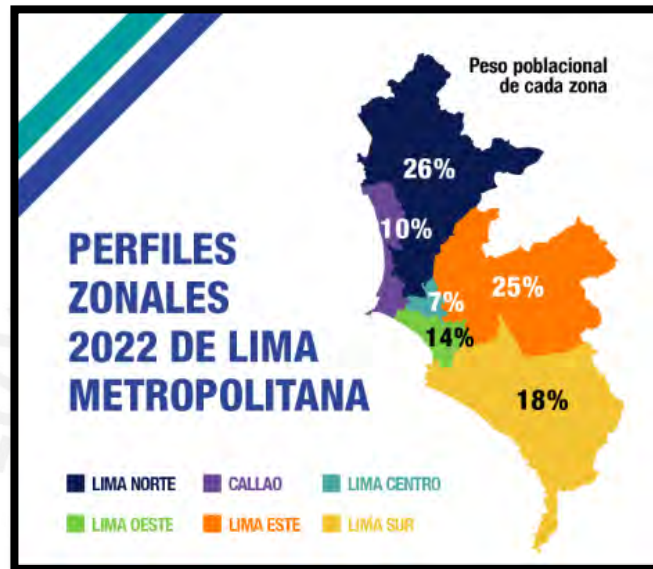 Peso poblacional
de cada zona
26%
10%
7%
25%
14%
18%
PERFILES
ZONALES
2022 DE LIMA
METROPOLITANA
LIMA NORTE
CALLAO
LIMA CENTRO
LIMA OESTE
LIMA ESTE
LIMA SUR